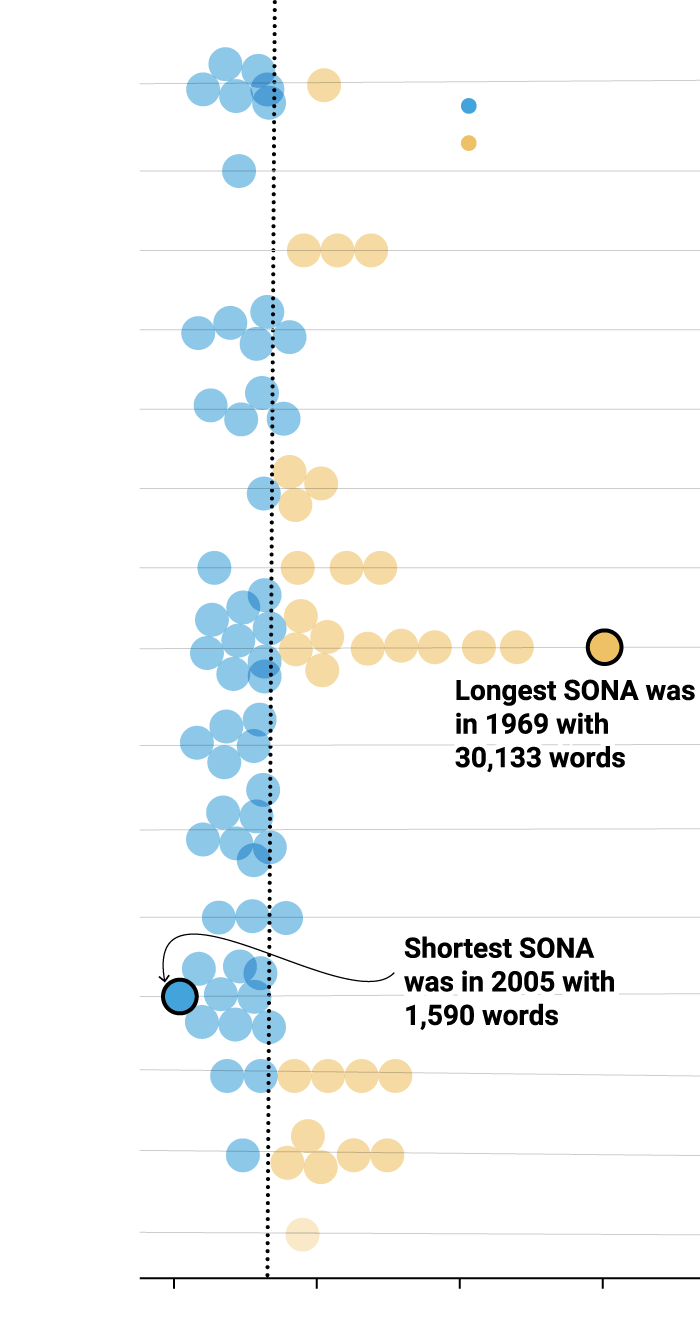 Longest SONA was
in 1969 with
30,133 words
Shortest SONA
was in 2005 with
1,590 words